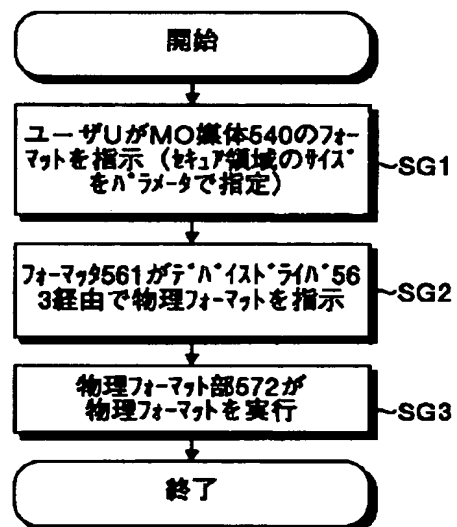 開始
ユーザUがMO媒体540のフォー
ﾏｯﾄを指示（ｾｷｭｱ領域のｻｲｽﾞ
をﾊﾟﾗﾒｰﾀで指定）
~SG1
ﾌｫｰﾏｯﾀ561がﾃﾞﾊﾞｲｽﾄﾞﾗｲﾊﾞ56
3経由で物理フォーマットを指示
~SG2
物理フォーマット部572が
物理フォーマットを実行
~SG3
終了